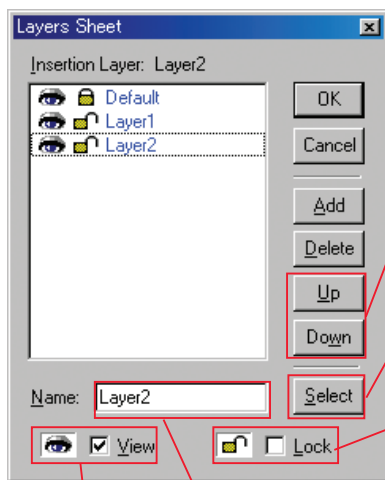 Layers Sheet
Insertion Layer: Layer2
Default
Layer1
Layer2
OK
Cancel
Add
Delete
Up
Down
Select
Name: Layer2
View
Lock